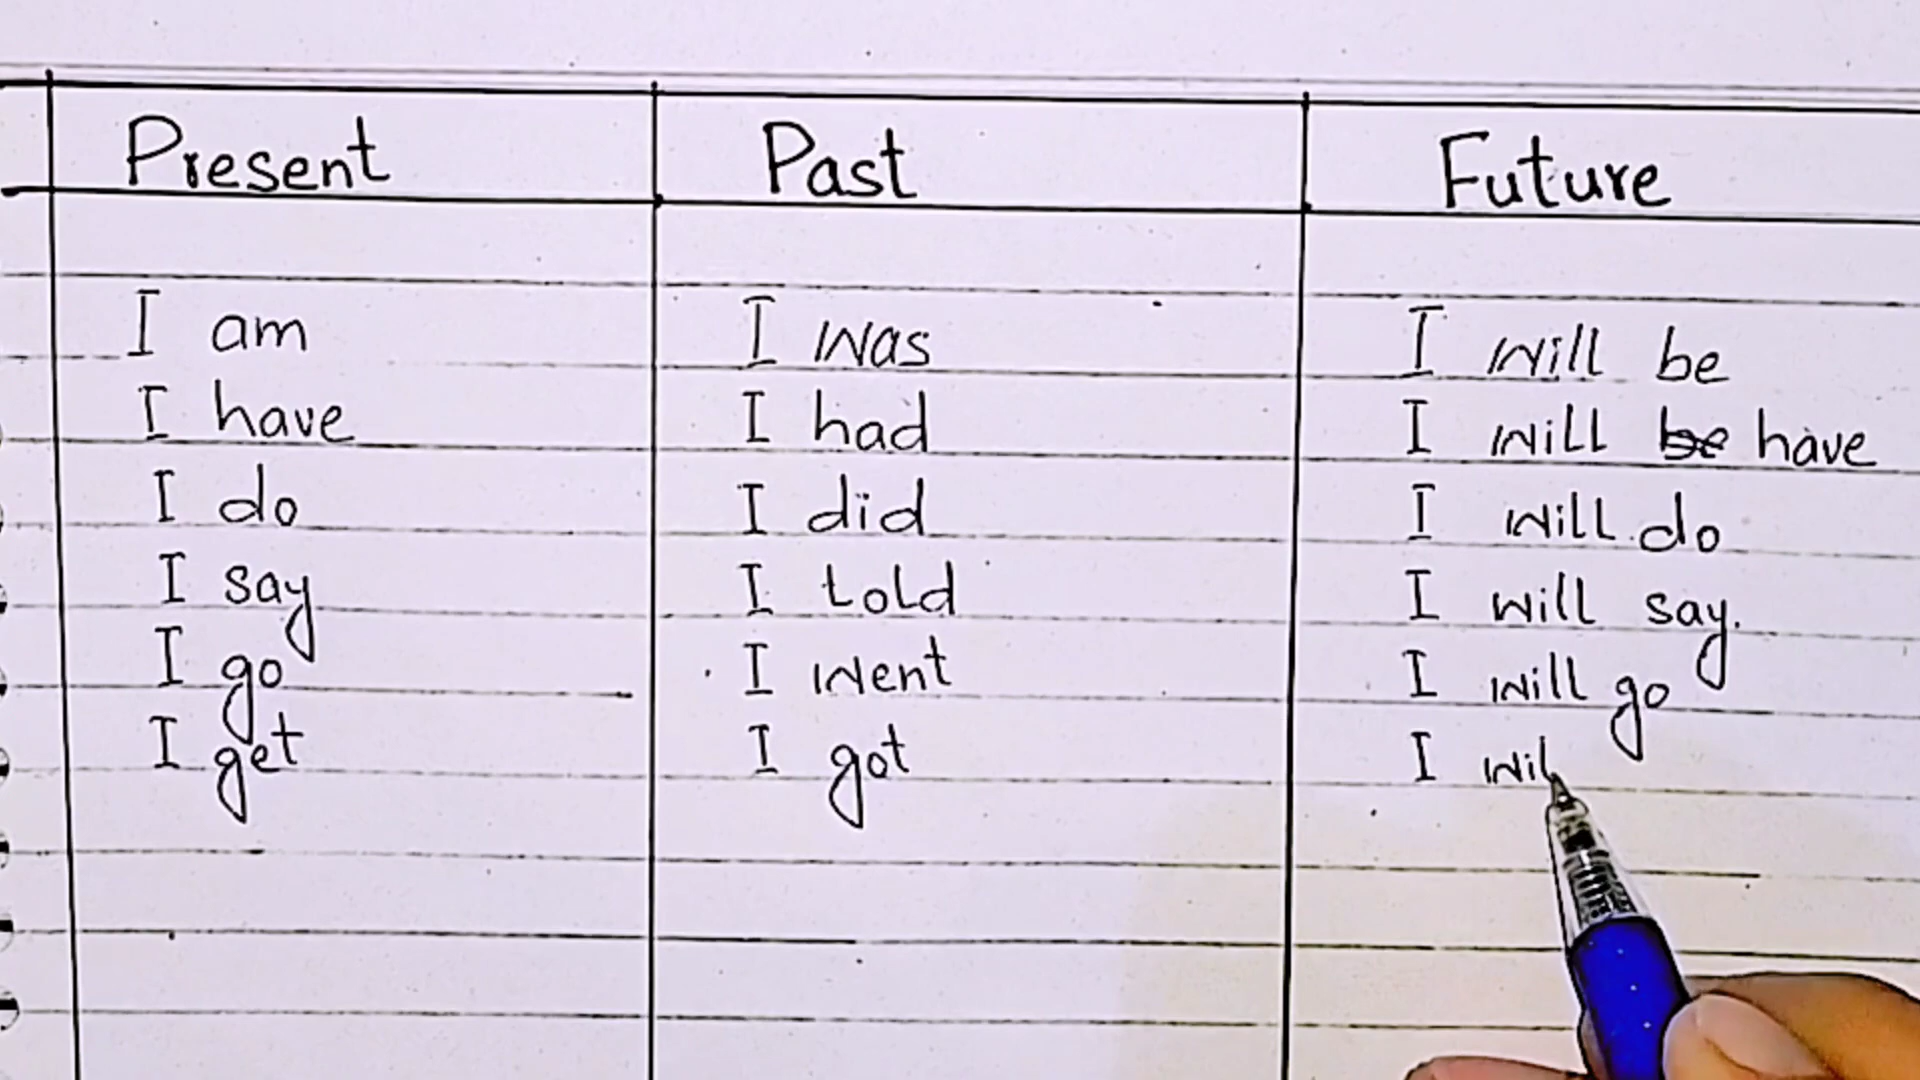 Present Past Future
I am I was I will be
I have I had I will be have
I do I did I will do
I say I told I will say.
I go I went I will go
I get I got I wil